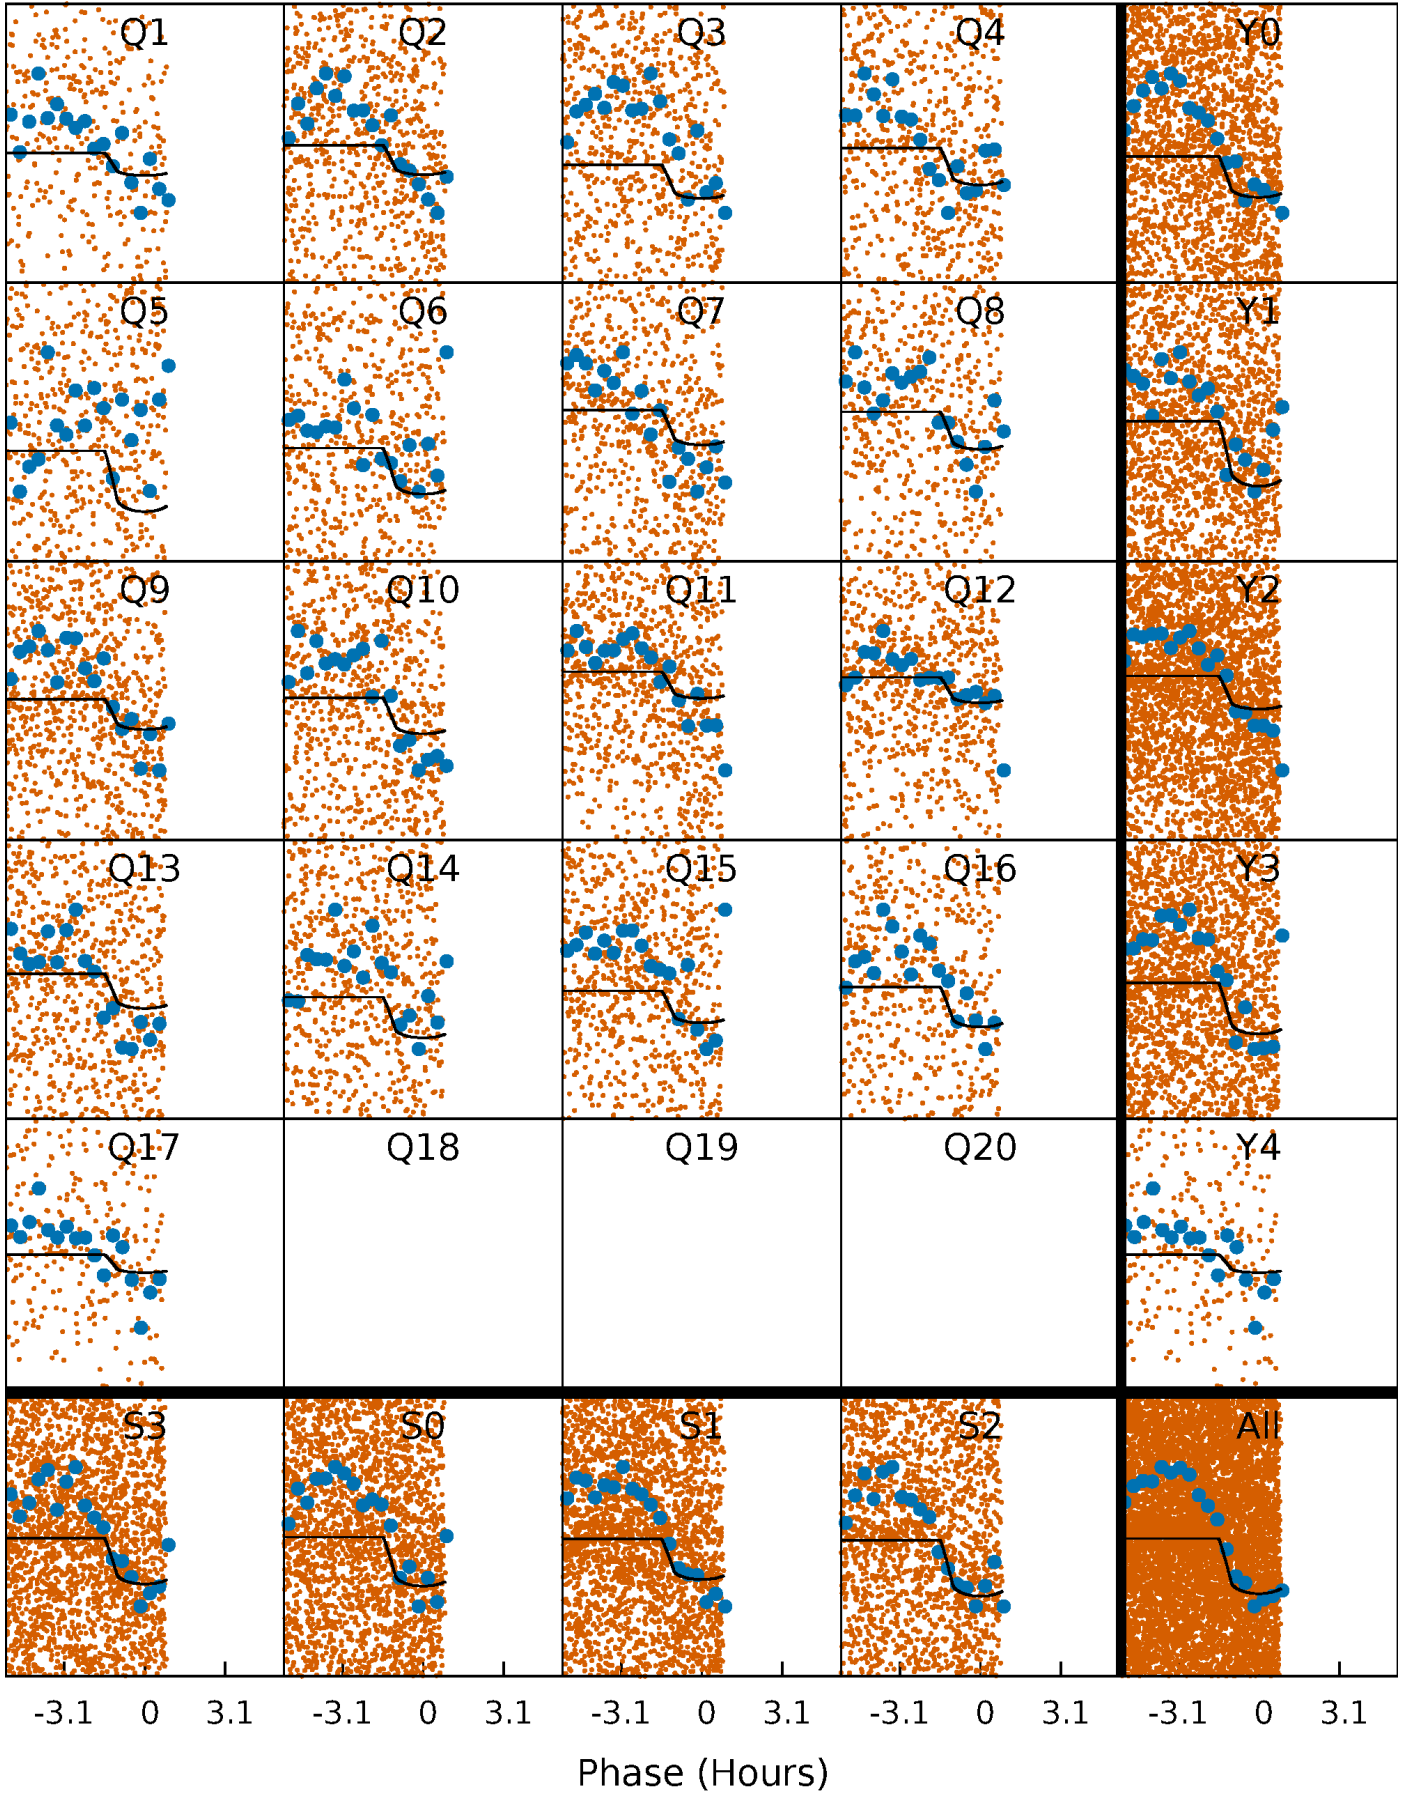 Q1 Q2 Q3 Q4 Y0
Q5 Q6 Q7 Q8 Y1
Q9 Q10 Q11 Q12 Y2
Q13 Q14 Q15 Q16 Y3
Q17 Q18 Q19 Q20 Y4
S3 S0 S1 S2 All
-3.1 0 3.1 -3.1 0 3.1 -3.1 0 3.1 -3.1 0 3.1 -3.1 0 3.1
Phase (Hours)